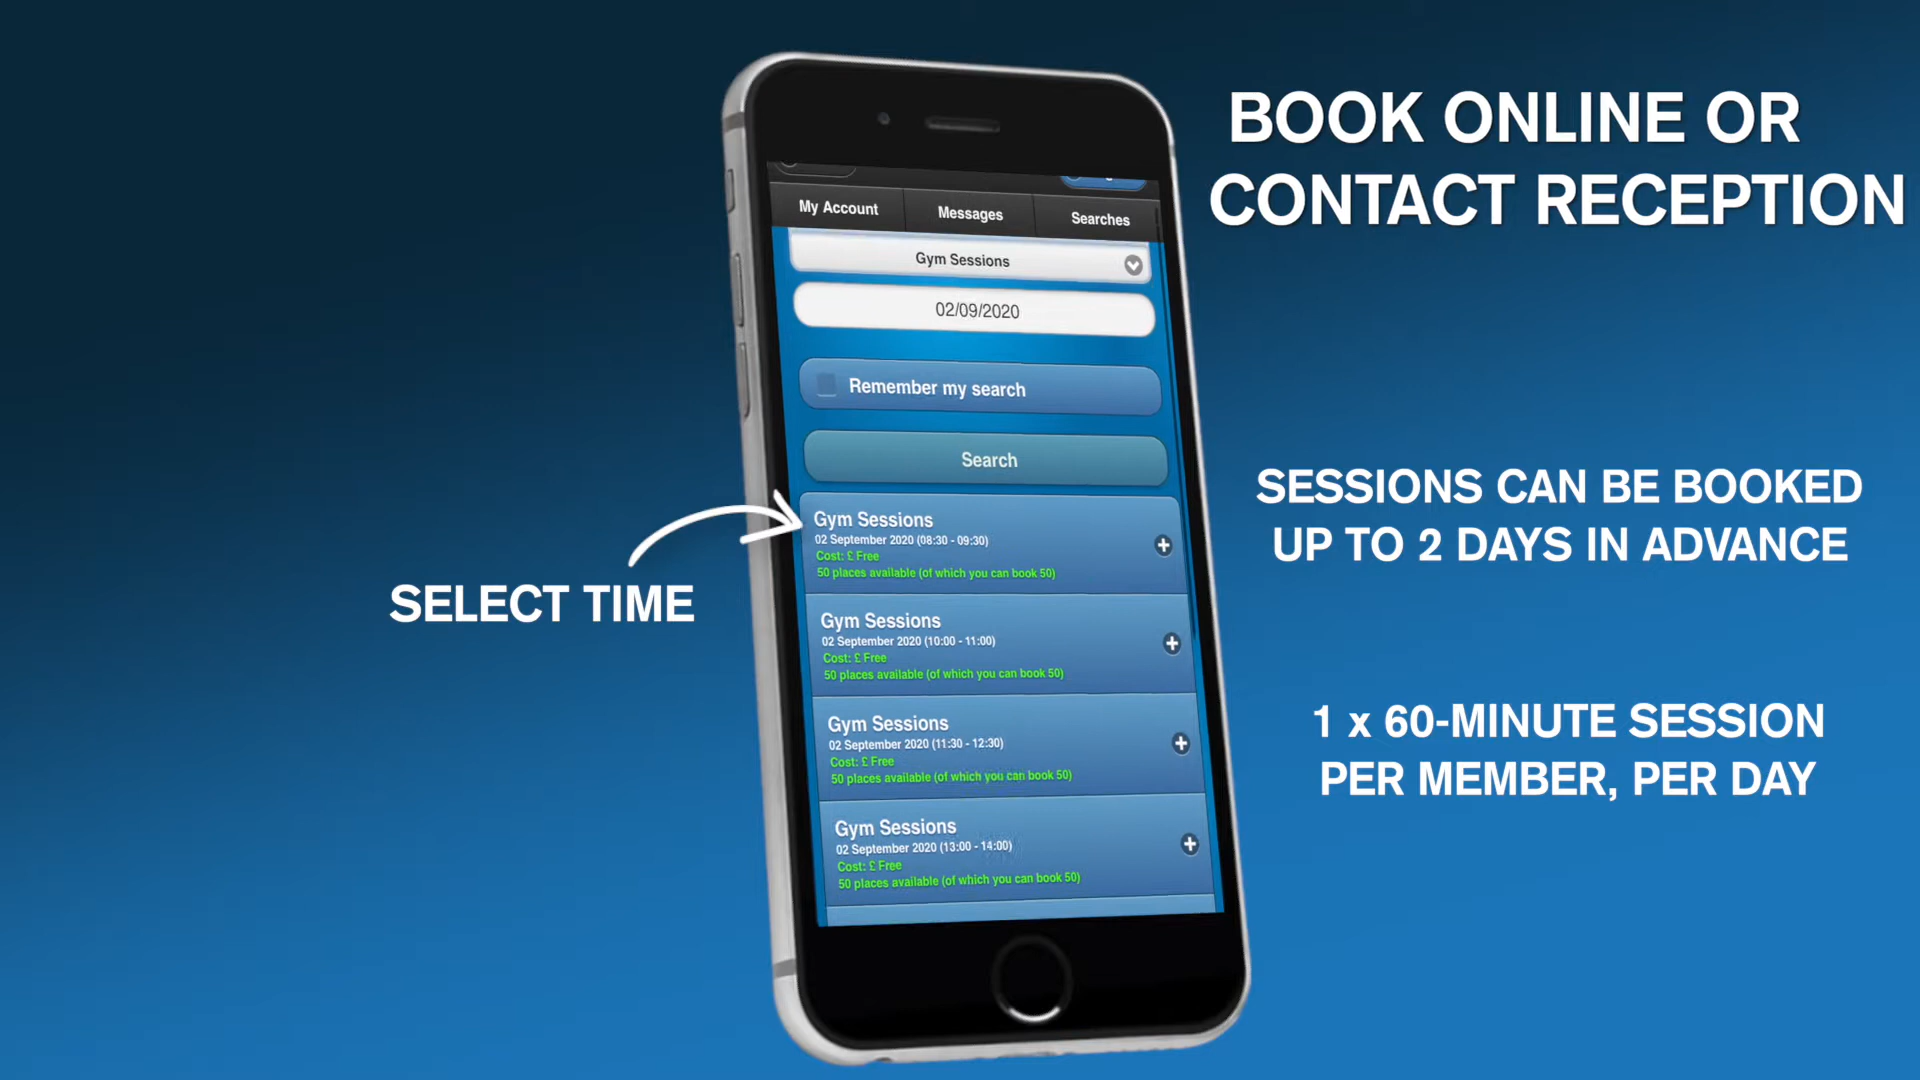 BOOK ONLINE OR
CONTACT RECEPTION
My Account
Messages
Searches
Gym Sessions
02/09/2020
Remember my search
Search
Gym Sessions
02 September 2020 (08:30 - 09:30)
Cost: £ Free
50 places available (of which you can book 50)
Gym Sessions
02 September 2020 (10:00 - 11:00)
Cost: £ Free
50 places available (of which you can book 50)
Gym Sessions
02 September 2020 (11:30 - 12:30)
Cost: £ Free
50 places available (of which you can book 50)
Gym Sessions
02 September 2020 (13:00 - 14:00)
Cost: £ Free
50 places available (of which you can book 50)
SELECT TIME
SESSIONS CAN BE BOOKED
UP TO 2 DAYS IN ADVANCE
1 x 60-MINUTE SESSION
PER MEMBER, PER DAY